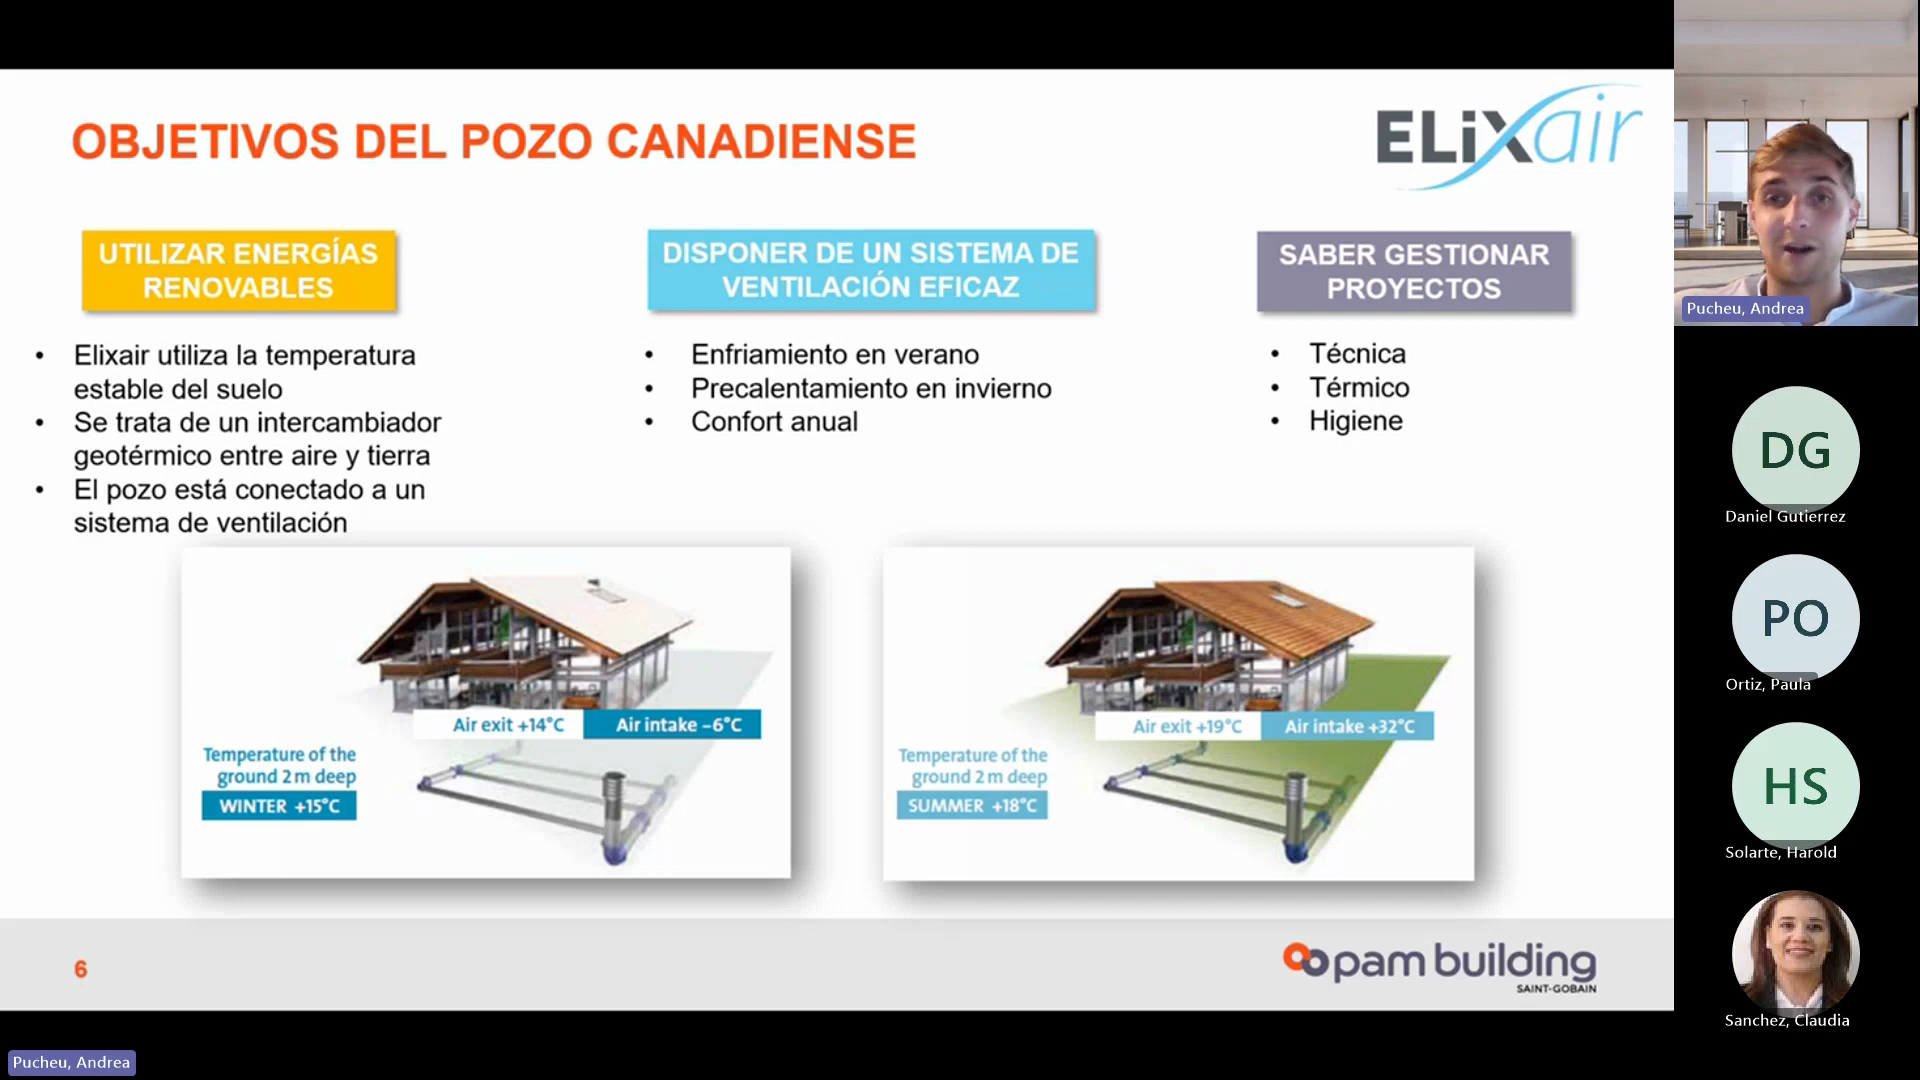 OBJETIVOS DEL POZO CANADIENSE
ELiXair
UTILIZAR ENERGÍAS
RENOVABLES
• Elixair utiliza la temperatura
estable del suelo
• Se trata de un intercambiador
geotérmico entre aire y tierra
• El pozo está conectado a un
sistema de ventilación
DISPONER DE UN SISTEMA DE
VENTILACIÓN EFICAZ
• Enfriamiento en verano
• Precalentamiento en invierno
• Confort anual
SABER GESTIONAR
PROYECTOS
• Técnica
• Térmico
• Higiene
Air exit +14°C
Air intake –6°C
Temperature of the
ground 2 m deep
WINTER +15°C
Air exit +19°C
Air intake +32°C
Temperature of the
ground 2 m deep
SUMMER +18°C
6
pam building
SAINT-GOBAIN
Pucheu, Andrea
Pucheu, Andrea
DG
Daniel Gutierrez
PO
Ortiz, Paula
HS
Solarte, Harold
Sanchez, Claudia